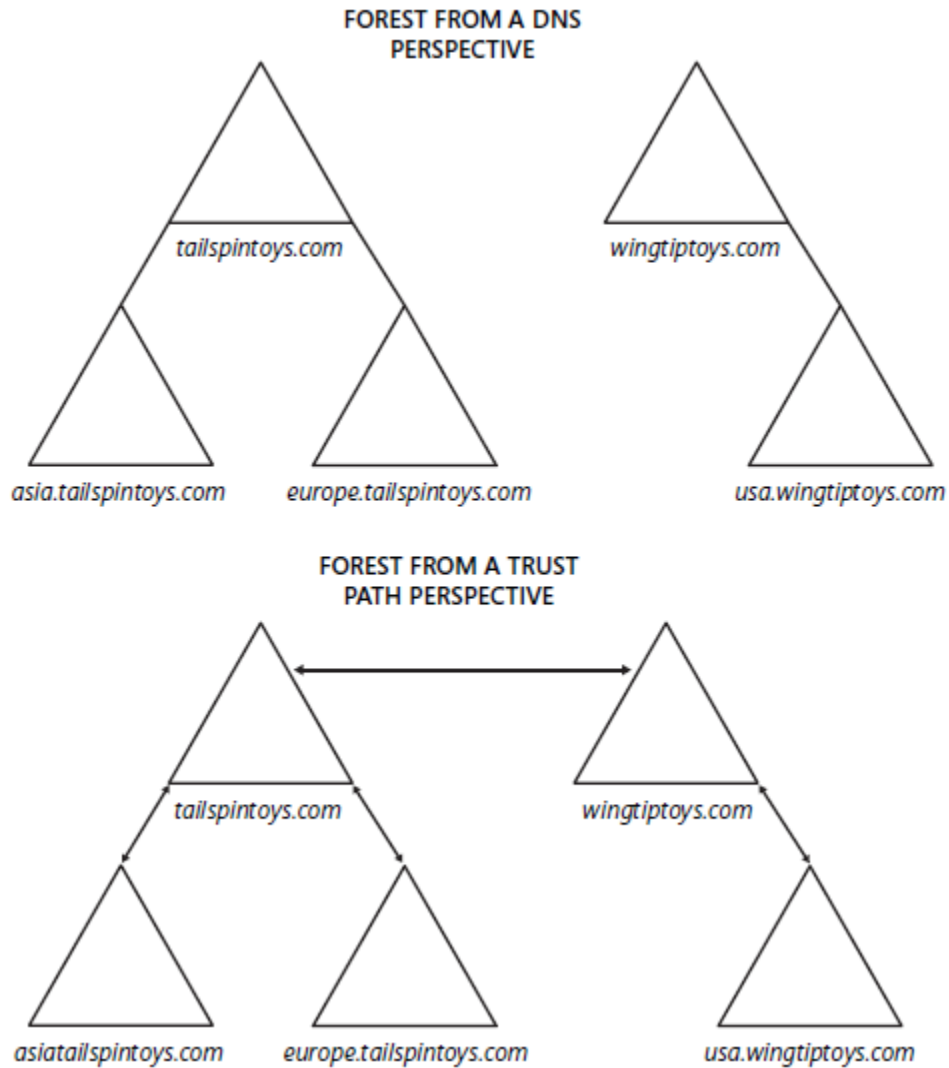 FOREST FROM A DNS
PERSPECTIVE
tailspintoys.com
wingtiptoys.com
asia.tailspintoys.com
europe.tailspintoys.com
usa.wingtiptoys.com
FOREST FROM A TRUST
PATH PERSPECTIVE
tailspintoys.com
wingtiptoys.com
asiatailspintoys.com
europe.tailspintoys.com
usa.wingtiptoys.com